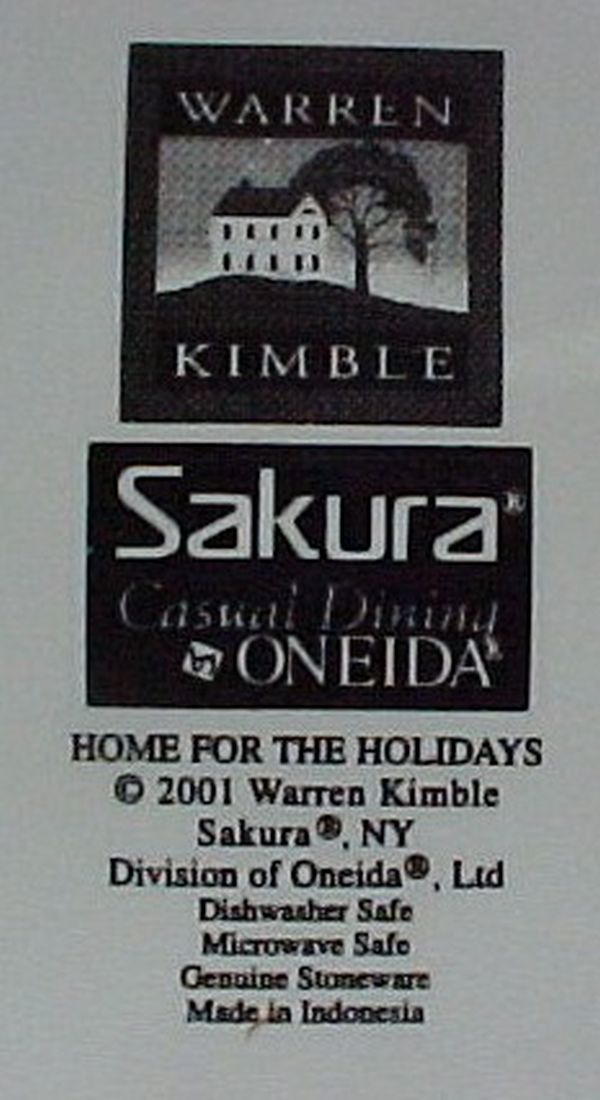 WARREN
KIMBLE
Sakura®
Casual Dining
by ONEIDA®
HOME FOR THE HOLIDAYS
© 2001 Warren Kimble
Sakura®, NY
Division of Oneida®, Ltd
Dishwasher Safe
Microwave Safe
Genuine Stoneware
Made in Indonesia